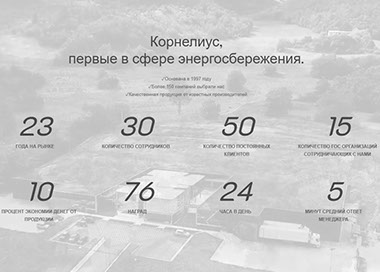 Корнелиус,
первые в сфере энергосбережения.
✓Основана в 1997 году
✓Более 150 компаний выбрали нас
✓Качественная продукция от известных производителей
23
30
50
15
ГОДА НА РЫНКЕ
КОЛИЧЕСТВО СОТРУДНИКОВ
КОЛИЧЕСТВО ПОСТОЯННЫХ
КЛИЕНТОВ
КОЛИЧЕСТВО ГОС.ОРГАНИЗАЦИЙ
СОТРУДНИЧАЮЩИХ С НАМИ
10
76
24
5
ПРОЦЕНТ ЭКОНОМИИ ДЕНЕГ ОТ
ПРОДУКЦИИ
НАГРАД
ЧАСА В ДЕНЬ
МИНУТ СРЕДНИЙ ОТВЕТ
МЕНЕДЖЕРА